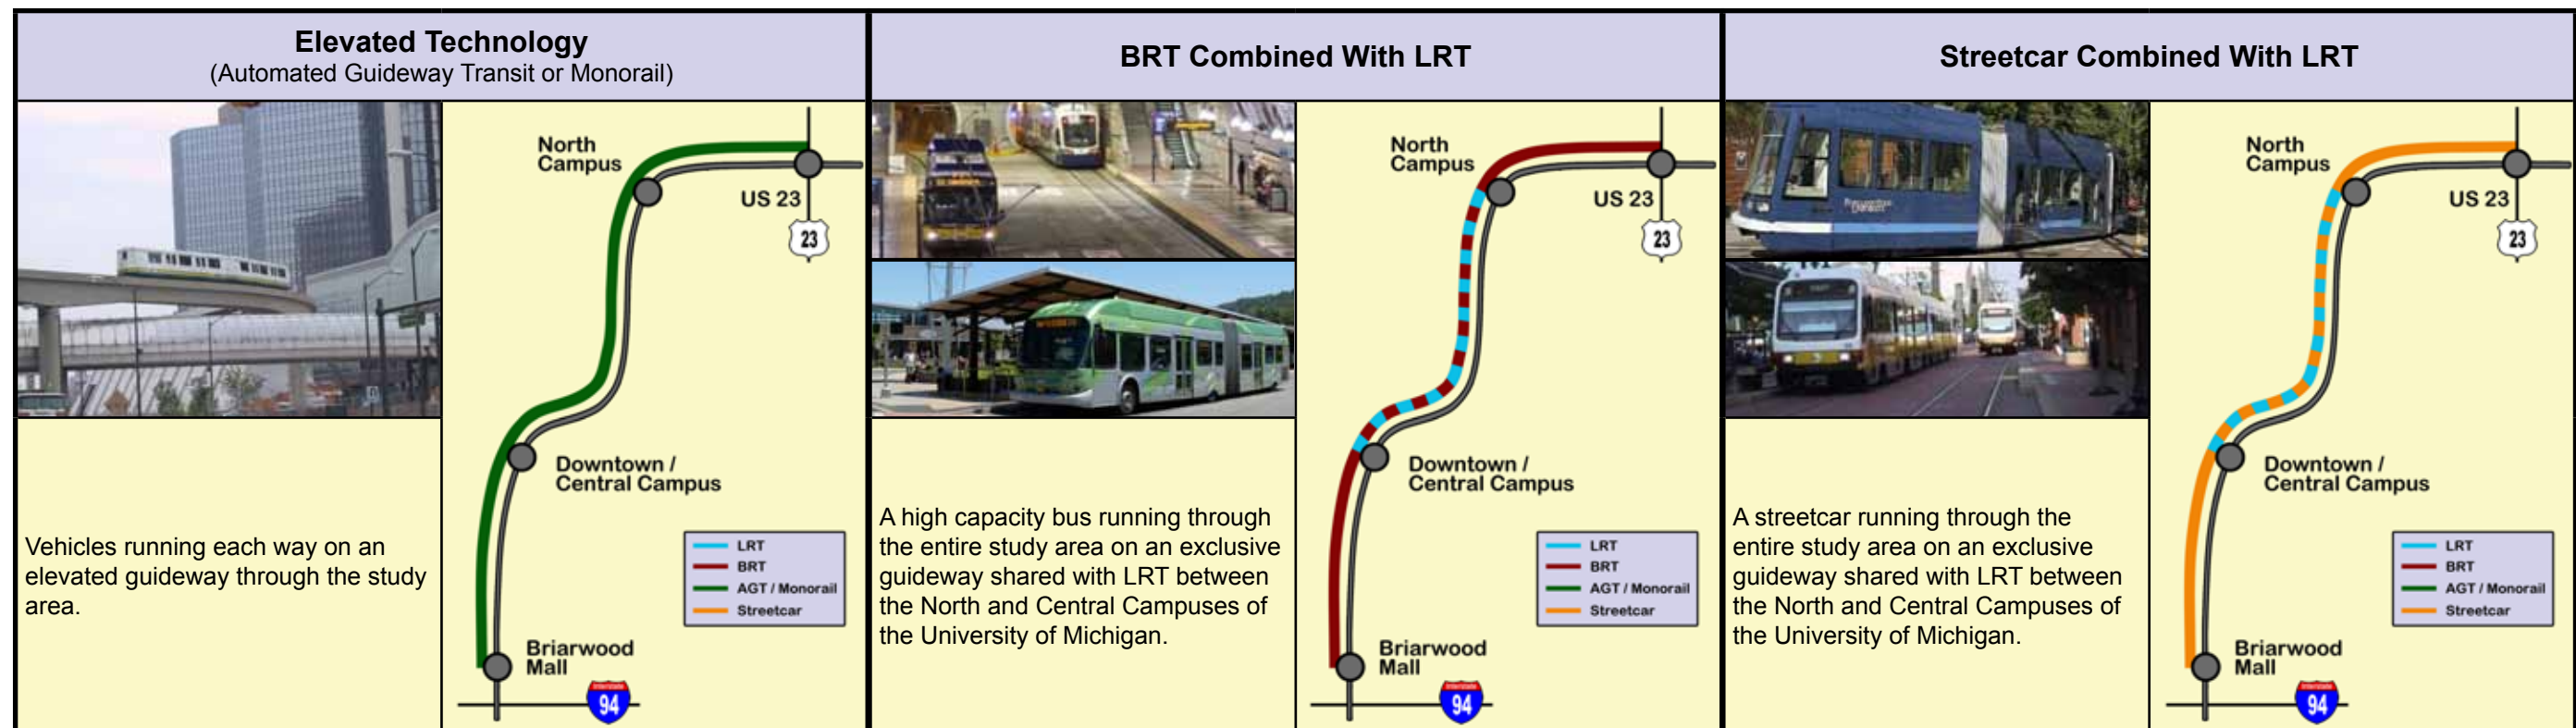 Elevated Technology
(Automated Guideway Transit or Monorail)
North
Campus
US 23
23
Downtown /
Central Campus
LRT
BRT
AGT / Monorail
Streetcar
Briarwood
Mall
94
Vehicles running each way on an
elevated guideway through the study
area.
BRT Combined With LRT
North
Campus
US 23
23
Downtown /
Central Campus
LRT
BRT
AGT / Monorail
Streetcar
Briarwood
Mall
94
A high capacity bus running through
the entire study area on an exclusive
guideway shared with LRT between
the North and Central Campuses of
the University of Michigan.
Streetcar Combined With LRT
North
Campus
US 23
23
Downtown /
Central Campus
LRT
BRT
AGT / Monorail
Streetcar
Briarwood
Mall
94
A streetcar running through the
entire study area on an exclusive
guideway shared with LRT between
the North and Central Campuses of
the University of Michigan.